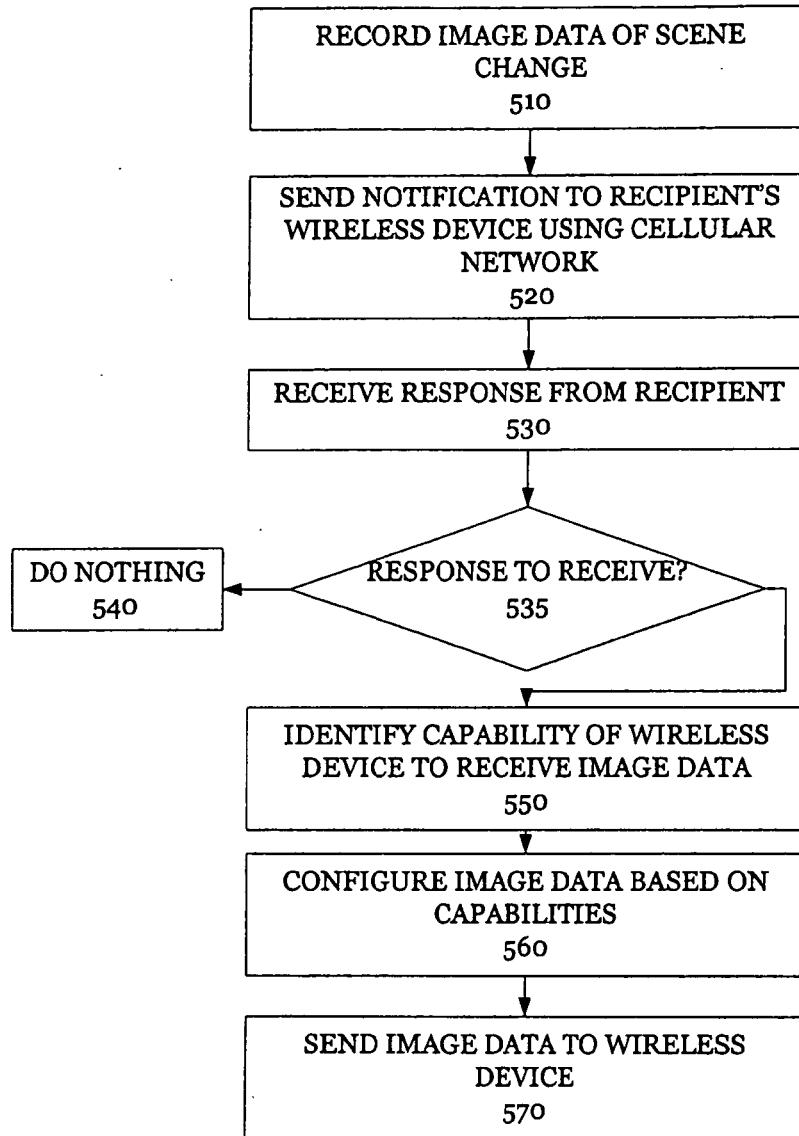 RECORD IMAGE DATA OF SCENE
CHANGE
510
SEND NOTIFICATION TO RECIPIENT'S
WIRELESS DEVICE USING CELLULAR
NETWORK
520
RECEIVE RESPONSE FROM RECIPIENT
530
RESPONSE TO RECEIVE?
535
DO NOTHING
540
IDENTIFY CAPABILITY OF WIRELESS
DEVICE TO RECEIVE IMAGE DATA
550
CONFIGURE IMAGE DATA BASED ON
CAPABILITIES
560
SEND IMAGE DATA TO WIRELESS
DEVICE
570